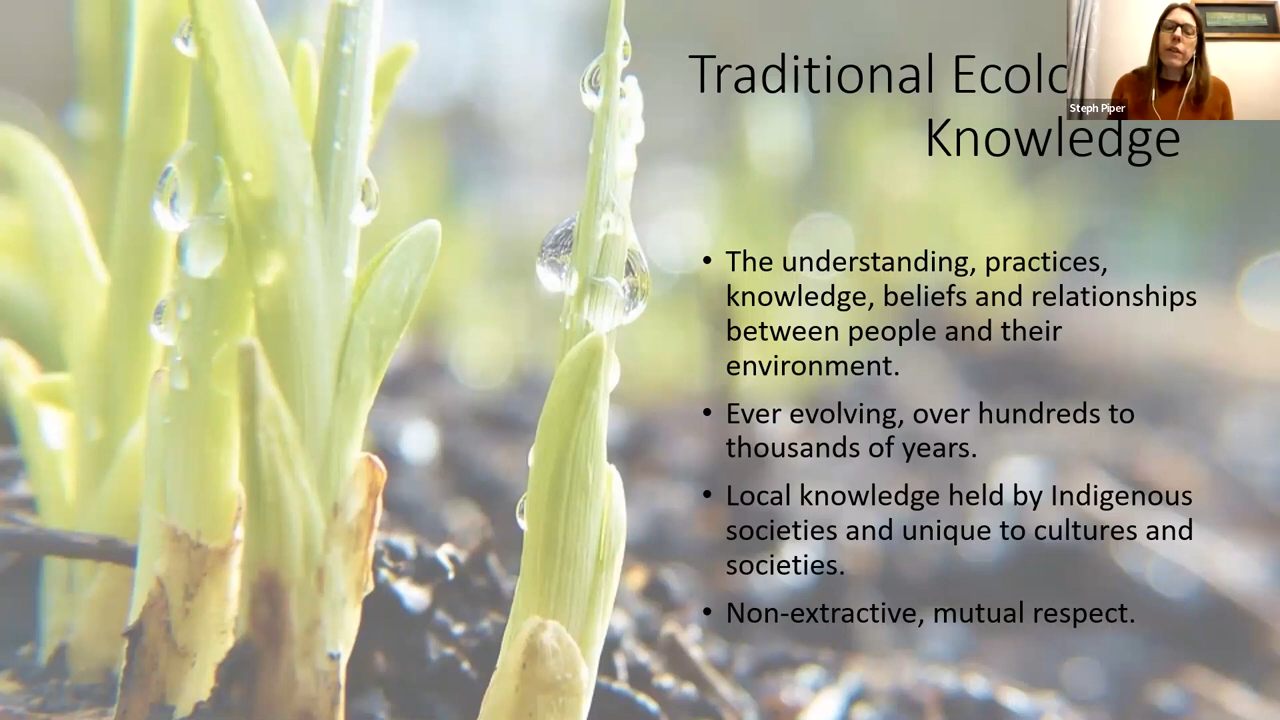 Traditional Ecolo
Knowledge
Steph Piper
• The understanding, practices,
knowledge, beliefs and relationships
between people and their
environment.
• Ever evolving, over hundreds to
thousands of years.
• Local knowledge held by Indigenous
societies and unique to cultures and
societies.
• Non-extractive, mutual respect.